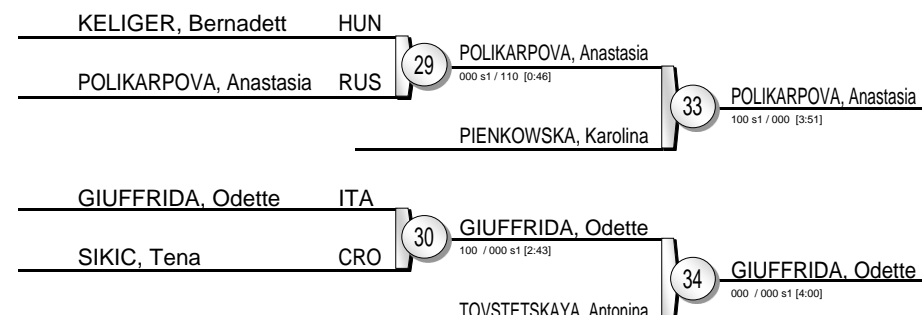 KELIGER, Bernadett HUN
29
POLIKARPOVA, Anastasia
000 s1 / 110 [0:46]
POLIKARPOVA, Anastasia RUS
33
POLIKARPOVA, Anastasia
100 s1 / 000 [3:51]
PIENKOWSKA, Karolina
GIUFFRIDA, Odette ITA
30
GIUFFRIDA, Odette
100 / 000 s1 [2:43]
SIKIC, Tena CRO
34
GIUFFRIDA, Odette
000 / 000 s1 [4:00]
TOVSTETSKAYA, Antonina